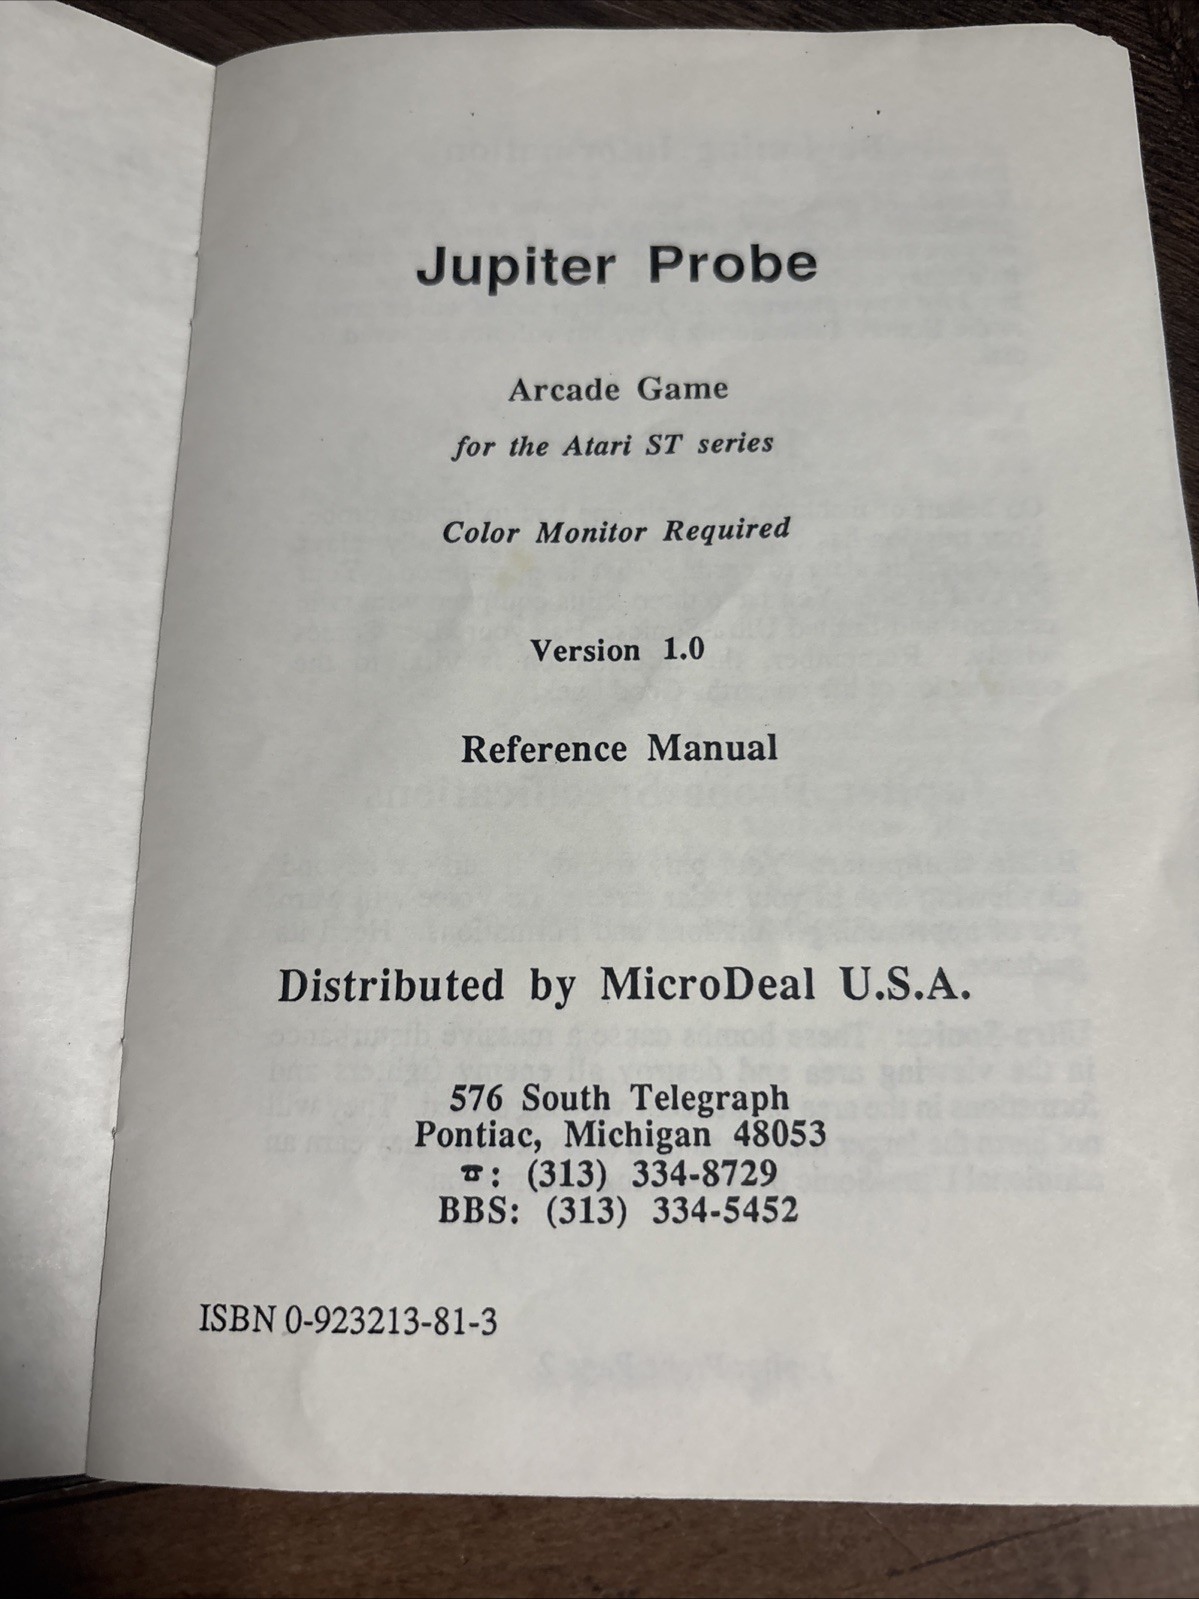 Jupiter Probe
Arcade Game
for the Atari ST series
Color Monitor Required
Version 1.0
Reference Manual
Distributed by MicroDeal U.S.A.
576 South Telegraph
Pontiac, Michigan 48053
☎: (313) 334-8729
BBS: (313) 334-5452
ISBN 0-923213-81-3